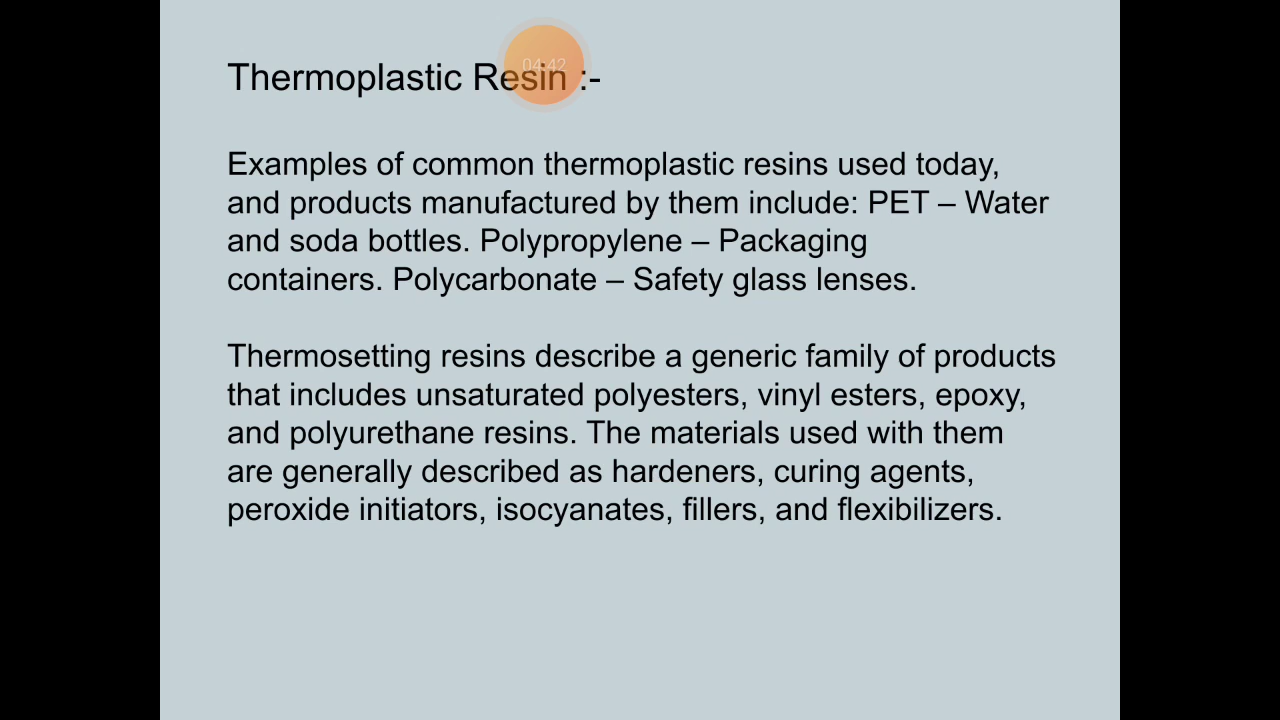 Thermoplastic Resin :-
04:42
Examples of common thermoplastic resins used today,
and products manufactured by them include: PET – Water
and soda bottles. Polypropylene – Packaging
containers. Polycarbonate – Safety glass lenses.
Thermosetting resins describe a generic family of products
that includes unsaturated polyesters, vinyl esters, epoxy,
and polyurethane resins. The materials used with them
are generally described as hardeners, curing agents,
peroxide initiators, isocyanates, fillers, and flexibilizers.